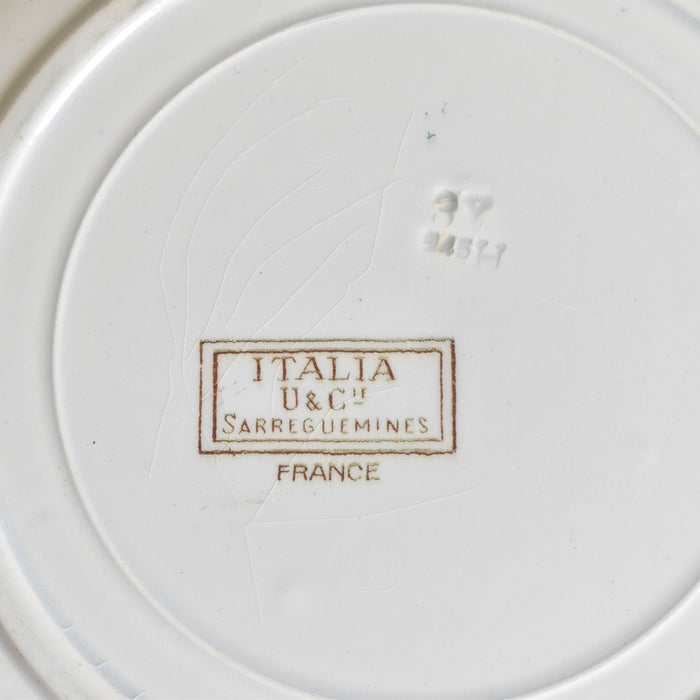 ITALIA
U & Cie
SARREGUEMINES
FRANCE